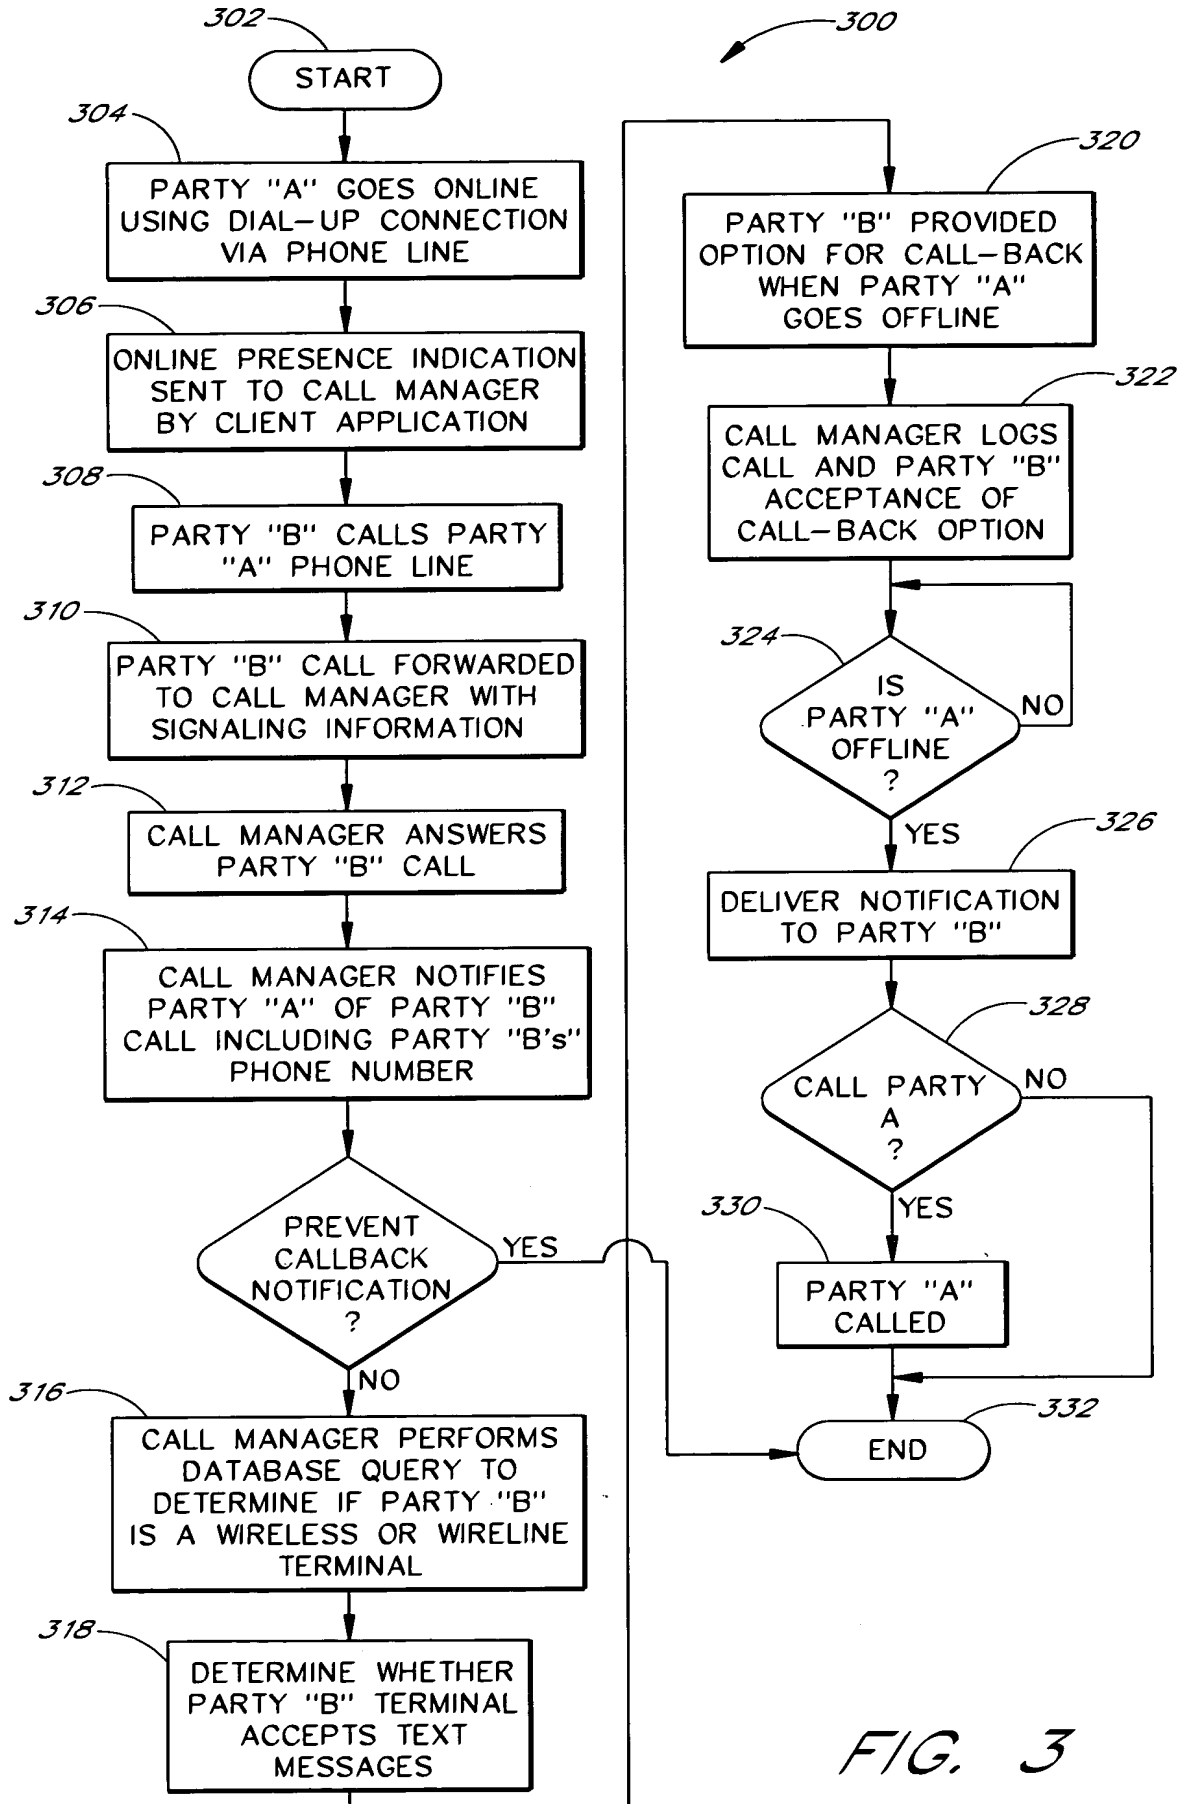 302
START
304
PARTY "A" GOES ONLINE
USING DIAL-UP CONNECTION
VIA PHONE LINE
306
ONLINE PRESENCE INDICATION
SENT TO CALL MANAGER
BY CLIENT APPLICATION
308
PARTY "B" CALLS PARTY
"A" PHONE LINE
310
PARTY "B" CALL FORWARDED
TO CALL MANAGER WITH
SIGNALING INFORMATION
312
CALL MANAGER ANSWERS
PARTY "B" CALL
314
CALL MANAGER NOTIFIES
PARTY "A" OF PARTY "B"
CALL INCLUDING PARTY "B's"
PHONE NUMBER
PREVENT
CALLBACK
NOTIFICATION
?
YES
NO
316
CALL MANAGER PERFORMS
DATABASE QUERY TO
DETERMINE IF PARTY "B"
IS A WIRELESS OR WIRELINE
TERMINAL
318
DETERMINE WHETHER
PARTY "B" TERMINAL
ACCEPTS TEXT
MESSAGES
300
320
PARTY "B" PROVIDED
OPTION FOR CALL-BACK
WHEN PARTY "A"
GOES OFFLINE
322
CALL MANAGER LOGS
CALL AND PARTY "B"
ACCEPTANCE OF
CALL-BACK OPTION
324
IS
PARTY "A"
OFFLINE
?
NO
YES
326
DELIVER NOTIFICATION
TO PARTY "B"
328
CALL PARTY
A
?
NO
YES
330
PARTY "A"
CALLED
332
END
FIG. 3